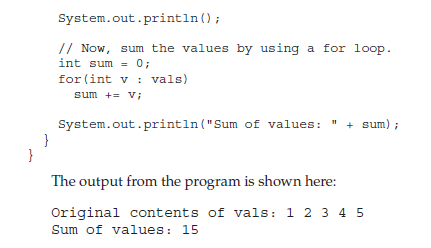 System.out.println();
// Now, sum the values by using a for loop.
int sum = 0;
for(int v : vals)
sum += v;
System.out.println("Sum of values: " + sum);
}
}
The output from the program is shown here:
Original contents of vals: 1 2 3 4 5
Sum of values: 15